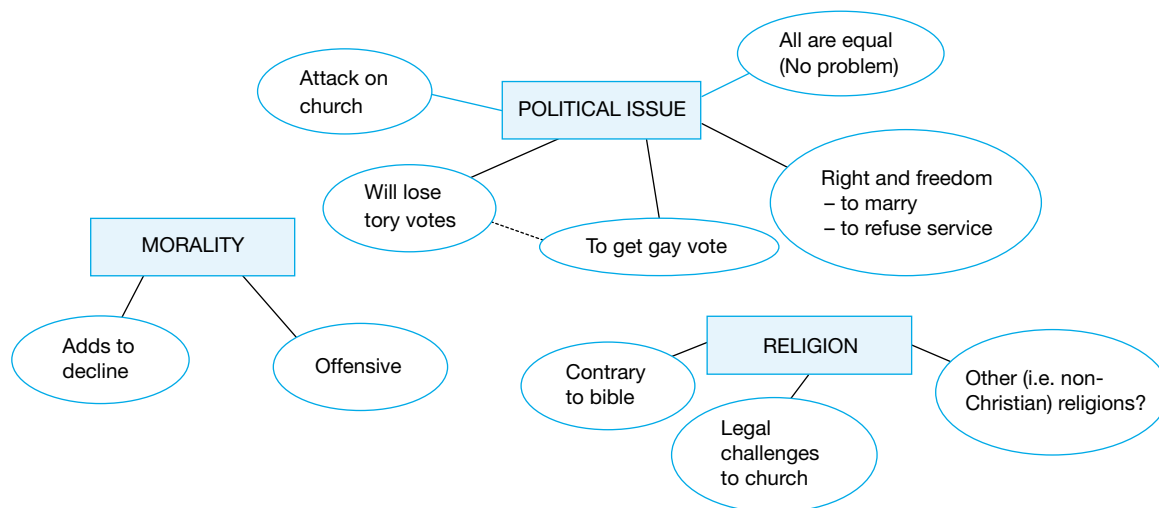 All are equal
(No problem)
Attack on
church
POLITICAL ISSUE
Right and freedom
– to marry
– to refuse service
Will lose
tory votes
To get gay vote
MORALITY
Adds to
decline
Offensive
RELIGION
Contrary
to bible
Legal
challenges
to church
Other (i.e. non-
Christian) religions?